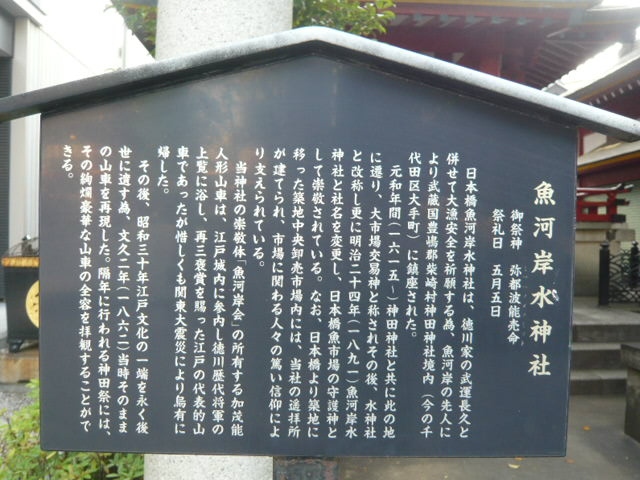 魚河岸水神社
御祭神　弥都波能売命
祭礼日　五月五日
日本橋魚河岸水神社は、徳川家の武運長久と
併せて大漁安全を祈願する為、魚河岸の先人に
より武蔵国豊嶋郡柴崎村神田神社境内（今の千
代田区大手町）に鎮座された。
元和年間（一六一五～）神田神社と共に此の地
に遷り、大市場交易神と称されその後、水神社
と改称し更に明治二十四年（一八九一）魚河岸水
神社と社名を変更し、日本橋魚市場の守護神と
して崇敬されている。なお、日本橋より築地に
移った築地中央卸売市場内には、当社の遥拝所
が建てられ、市場に関わる人々の篤い信仰によ
り支えられている。
当神社の崇敬体「魚河岸会」の所有する加茂能
人形山車は、江戸城内に参内し徳川歴代将軍の
上覧に浴し、再三褒賞を賜った江戸の代表的山
車であったが惜しくも関東大震災により烏有に
帰した。
その後、昭和三十年江戸文化の一端を永く後
世に遺す為、文久二年（一八六二）当時そのまま
の山車を再現した。隔年に行われる神田祭には、
その絢爛豪華な山車の全容を拝観することがで
きる。